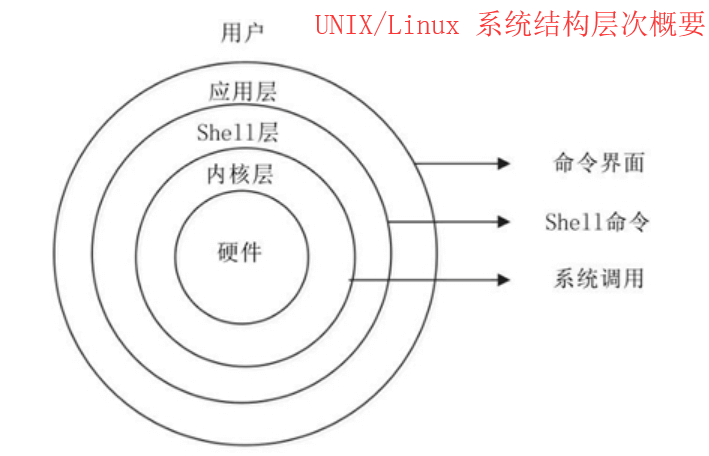 UNIX/Linux 系统结构层次概要
用户
应用层
Shell层
内核层
硬件
命令界面
Shell命令
系统调用